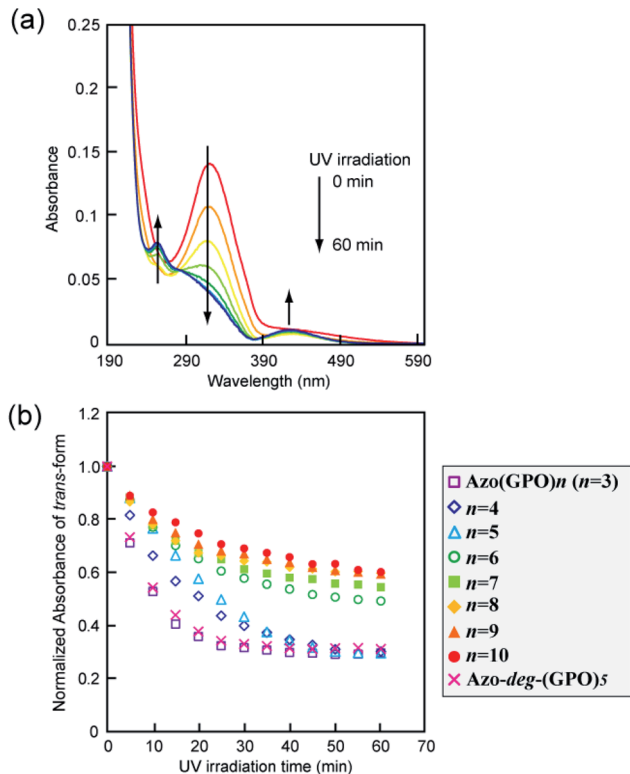 (a)
0.25
0.20
0.15
0.10
0.05
0
Absorbance
UV irradiation
0 min
60 min
190 290 390 490 590
Wavelength (nm)
(b)
1.2
1.0
0.8
0.6
0.4
0.2
0
Normalized Absorbance of trans-form
0 10 20 30 40 50 60 70
UV irradiation time (min)
Azo(GPO)n (n=3)
n=4
n=5
n=6
n=7
n=8
n=9
n=10
Azo-deg-(GPO)5